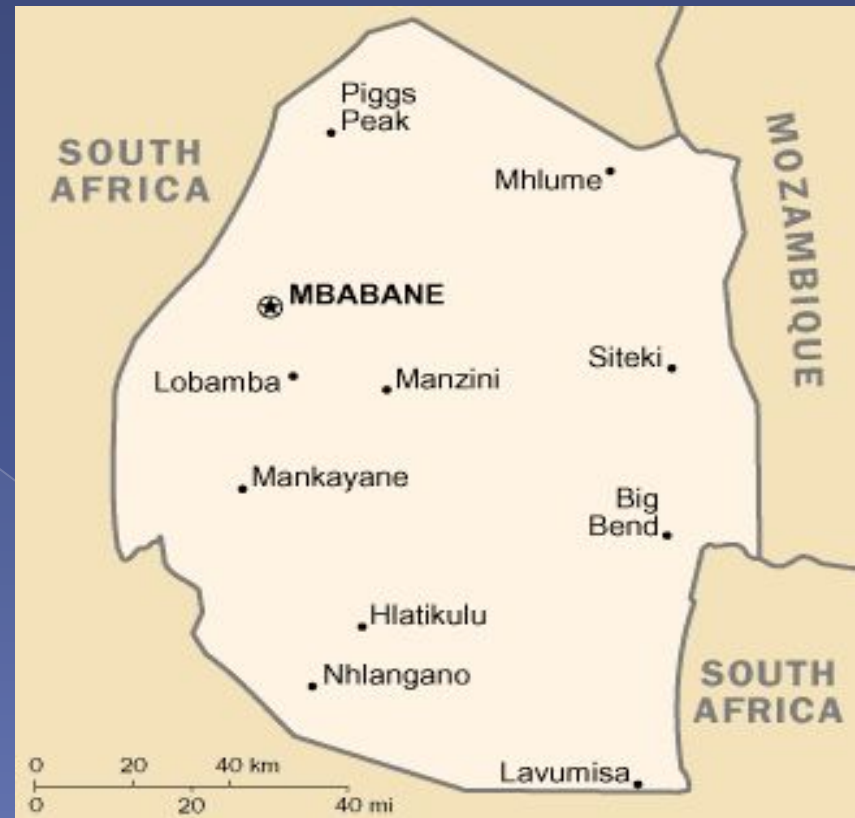 Piggs
Peak
SOUTH
AFRICA
MOZAMBIQUE
Mhlume
MBABANE
Siteki
Lobamba
Manzini
Mankayane
Big
Bend
Hlatikulu
Nhlangano
SOUTH
AFRICA
Lavumisa
0 20 40 km
0 20 40 mi